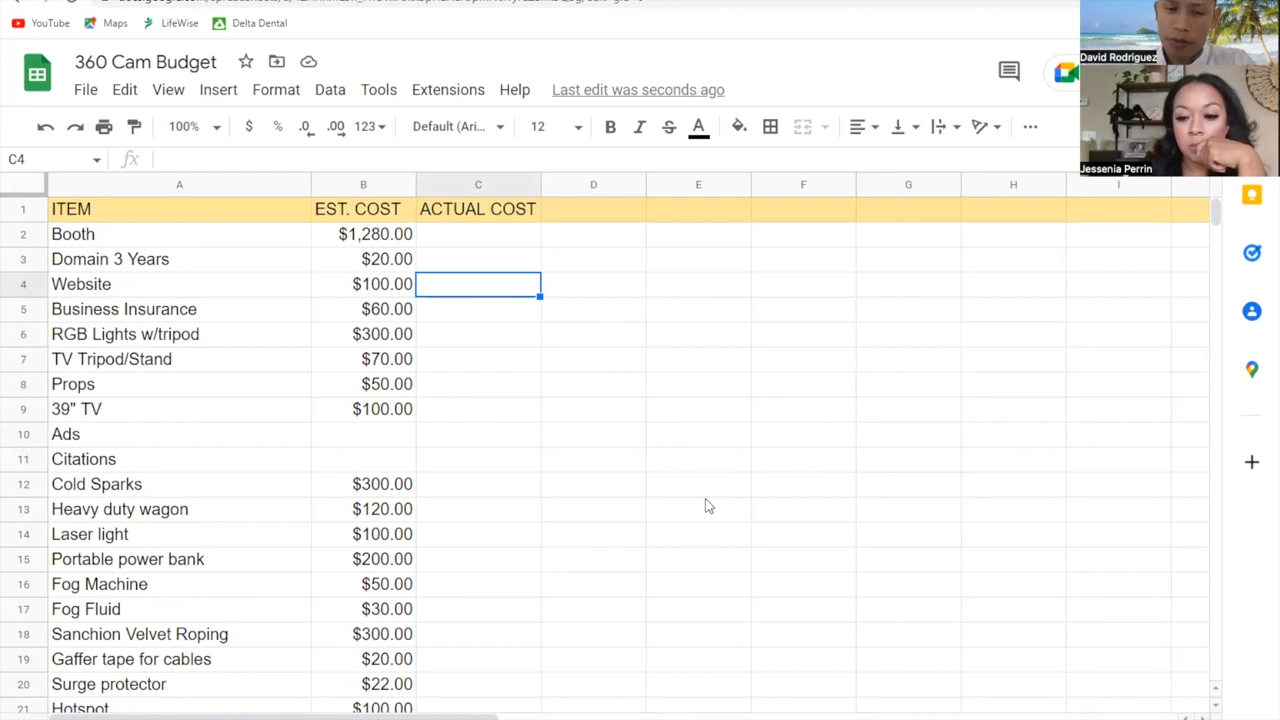 YouTube Maps LifeWise Delta Dental
360 Cam Budget
File Edit View Insert Format Data Tools Extensions Help Last edit was seconds ago
100% $ % .0 .00 123 Default (Ari... 12 B I S A
C4 fx
A B C D E F G H I
1 ITEM EST. COST ACTUAL COST
2 Booth $1,280.00
3 Domain 3 Years $20.00
4 Website $100.00
5 Business Insurance $60.00
6 RGB Lights w/tripod $300.00
7 TV Tripod/Stand $70.00
8 Props $50.00
9 39" TV $100.00
10 Ads
11 Citations
12 Cold Sparks $300.00
13 Heavy duty wagon $120.00
14 Laser light $100.00
15 Portable power bank $200.00
16 Fog Machine $50.00
17 Fog Fluid $30.00
18 Sanchion Velvet Roping $300.00
19 Gaffer tape for cables $20.00
20 Surge protector $22.00
21 Hotspot $100.00
David Rodriguez
Jessenia Perrin